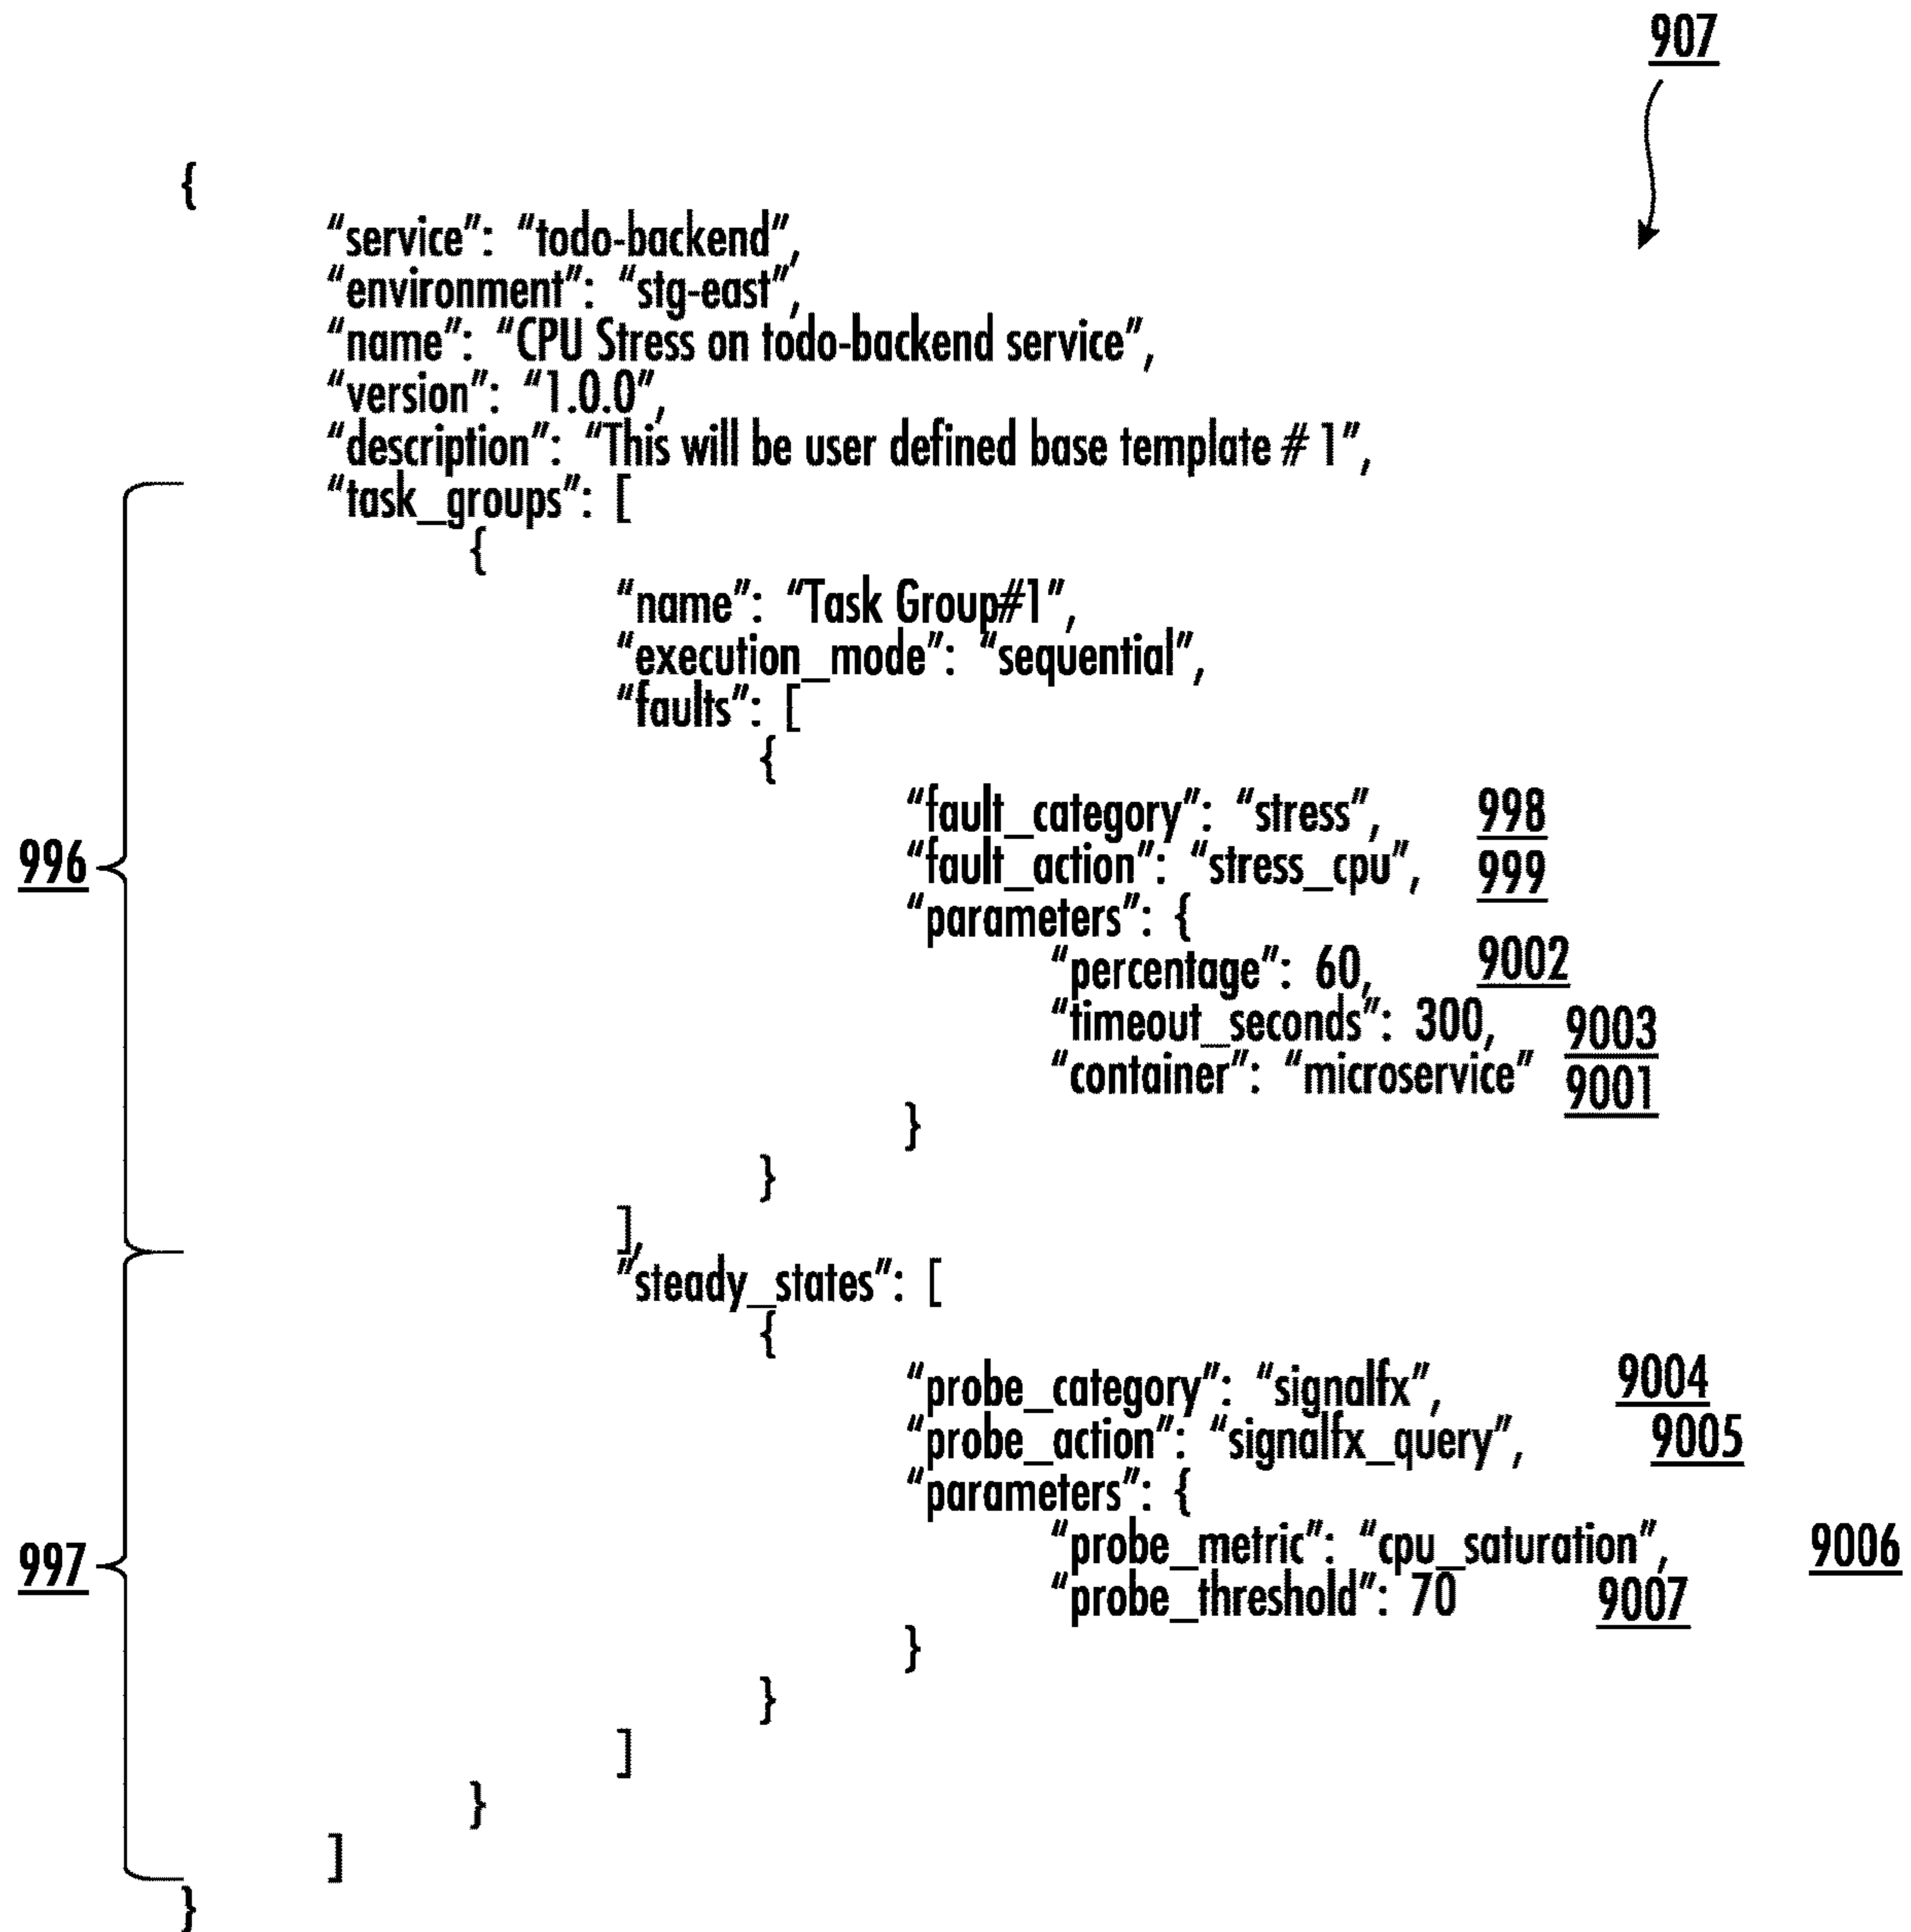 907
{
“service”: “todo-backend”,
“environment”: “stg-east”,
“name”: “CPU Stress on todo-backend service”,
“version”: “1.0.0”,
“description”: “This will be user defined base template # 1”,
“task_groups”: [
{
“name”: “Task Group#1”,
“execution_mode”: “sequential”,
“faults”: [
{
“fault_category”: “stress”, 998
996 “fault_action”: “stress_cpu”, 999
“parameters”: {
“percentage”: 60, 9002
“timeout_seconds”: 300, 9003
“container”: “microservice” 9001
}
}
],
”steady_states”: [
{
“probe_category”: “signalfx”, 9004
“probe_action”: “signalfx_query”, 9005
“parameters”: {
997 “probe_metric”: “cpu_saturation”, 9006
“probe_threshold”: 70 9007
}
}
]
}
]
}